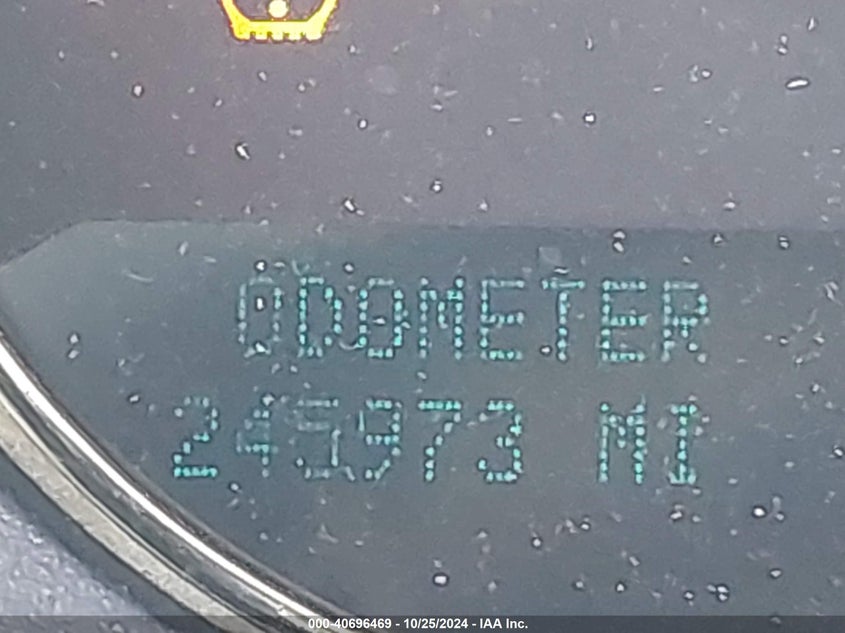 ODOMETER
245973 MI
000-40696469 - 10/25/2024 - IAA Inc.